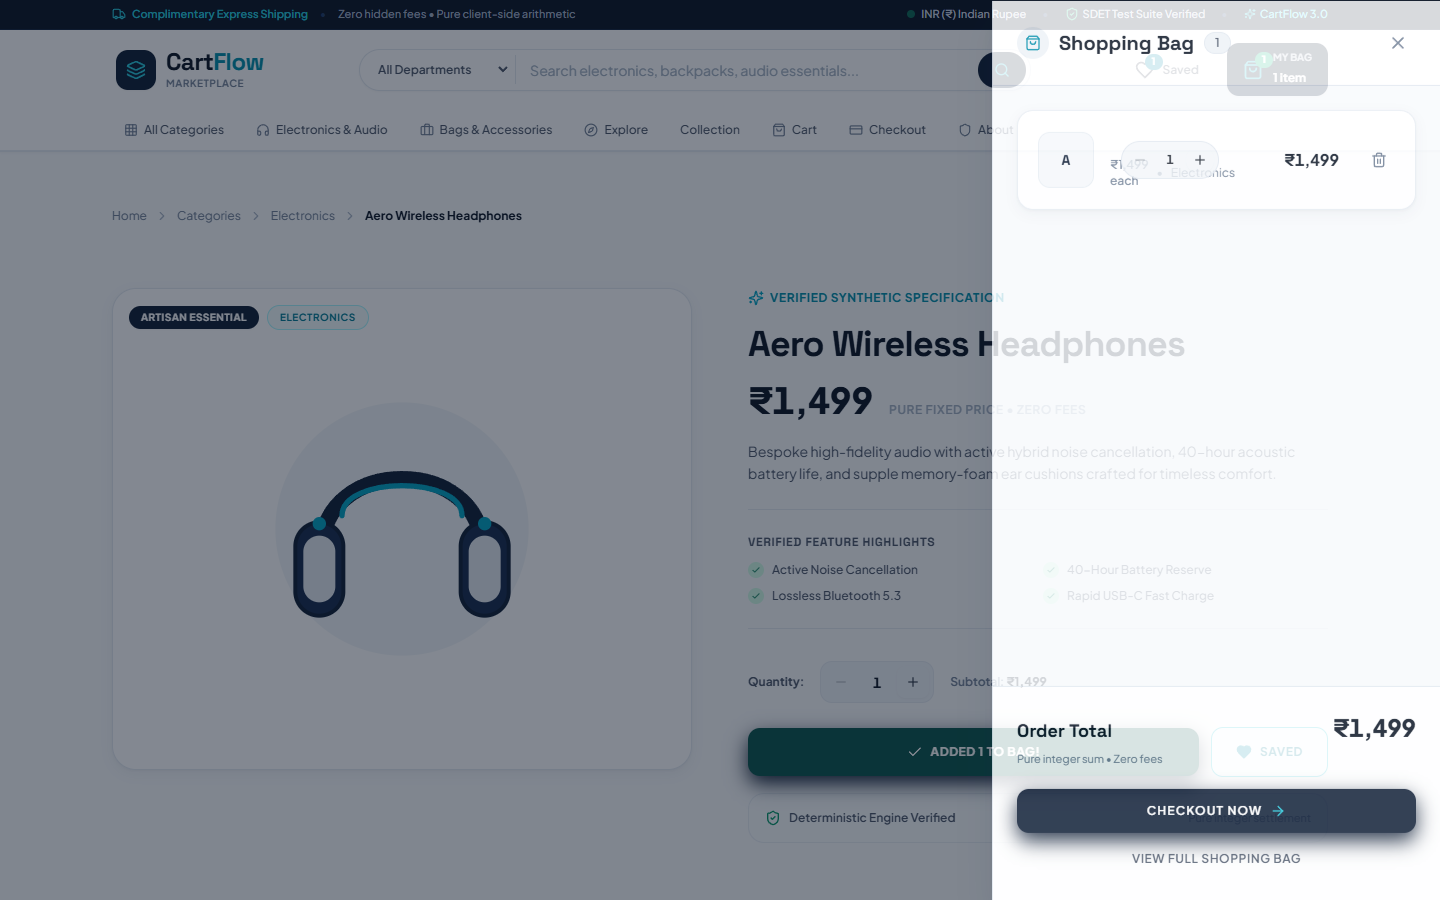 Complimentary Express Shipping • Zero hidden fees • Pure client-side arithmetic
INR (₹) Indian Rupee • SDET Test Suite Verified • CartFlow 3.0
CartFlow
MARKETPLACE
All Departments
Search electronics, backpacks, audio essentials...
1
Saved
1
MY BAG
1 Item
Shopping Bag 1
All Categories
Electronics & Audio
Bags & Accessories
Explore
Collection
Cart
Checkout
About
A
₹1,499 each • Electronics
1
₹1,499
Home > Categories > Electronics > Aero Wireless Headphones
ARTISAN ESSENTIAL
ELECTRONICS
VERIFIED SYNTHETIC SPECIFICATION
Aero Wireless Headphones
₹1,499 PURE FIXED PRICE • ZERO FEES
Bespoke high-fidelity audio with active hybrid noise cancellation, 40-hour acoustic
battery life, and supple memory-foam ear cushions crafted for timeless comfort.
VERIFIED FEATURE HIGHLIGHTS
Active Noise Cancellation
40-Hour Battery Reserve
Lossless Bluetooth 5.3
Rapid USB-C Fast Charge
Quantity: 1 Subtotal: ₹1,499
ADDED 1 TO BAG!
SAVED
Deterministic Engine Verified
Order Total
₹1,499
Pure integer sum • Zero fees
CHECKOUT NOW
VIEW FULL SHOPPING BAG